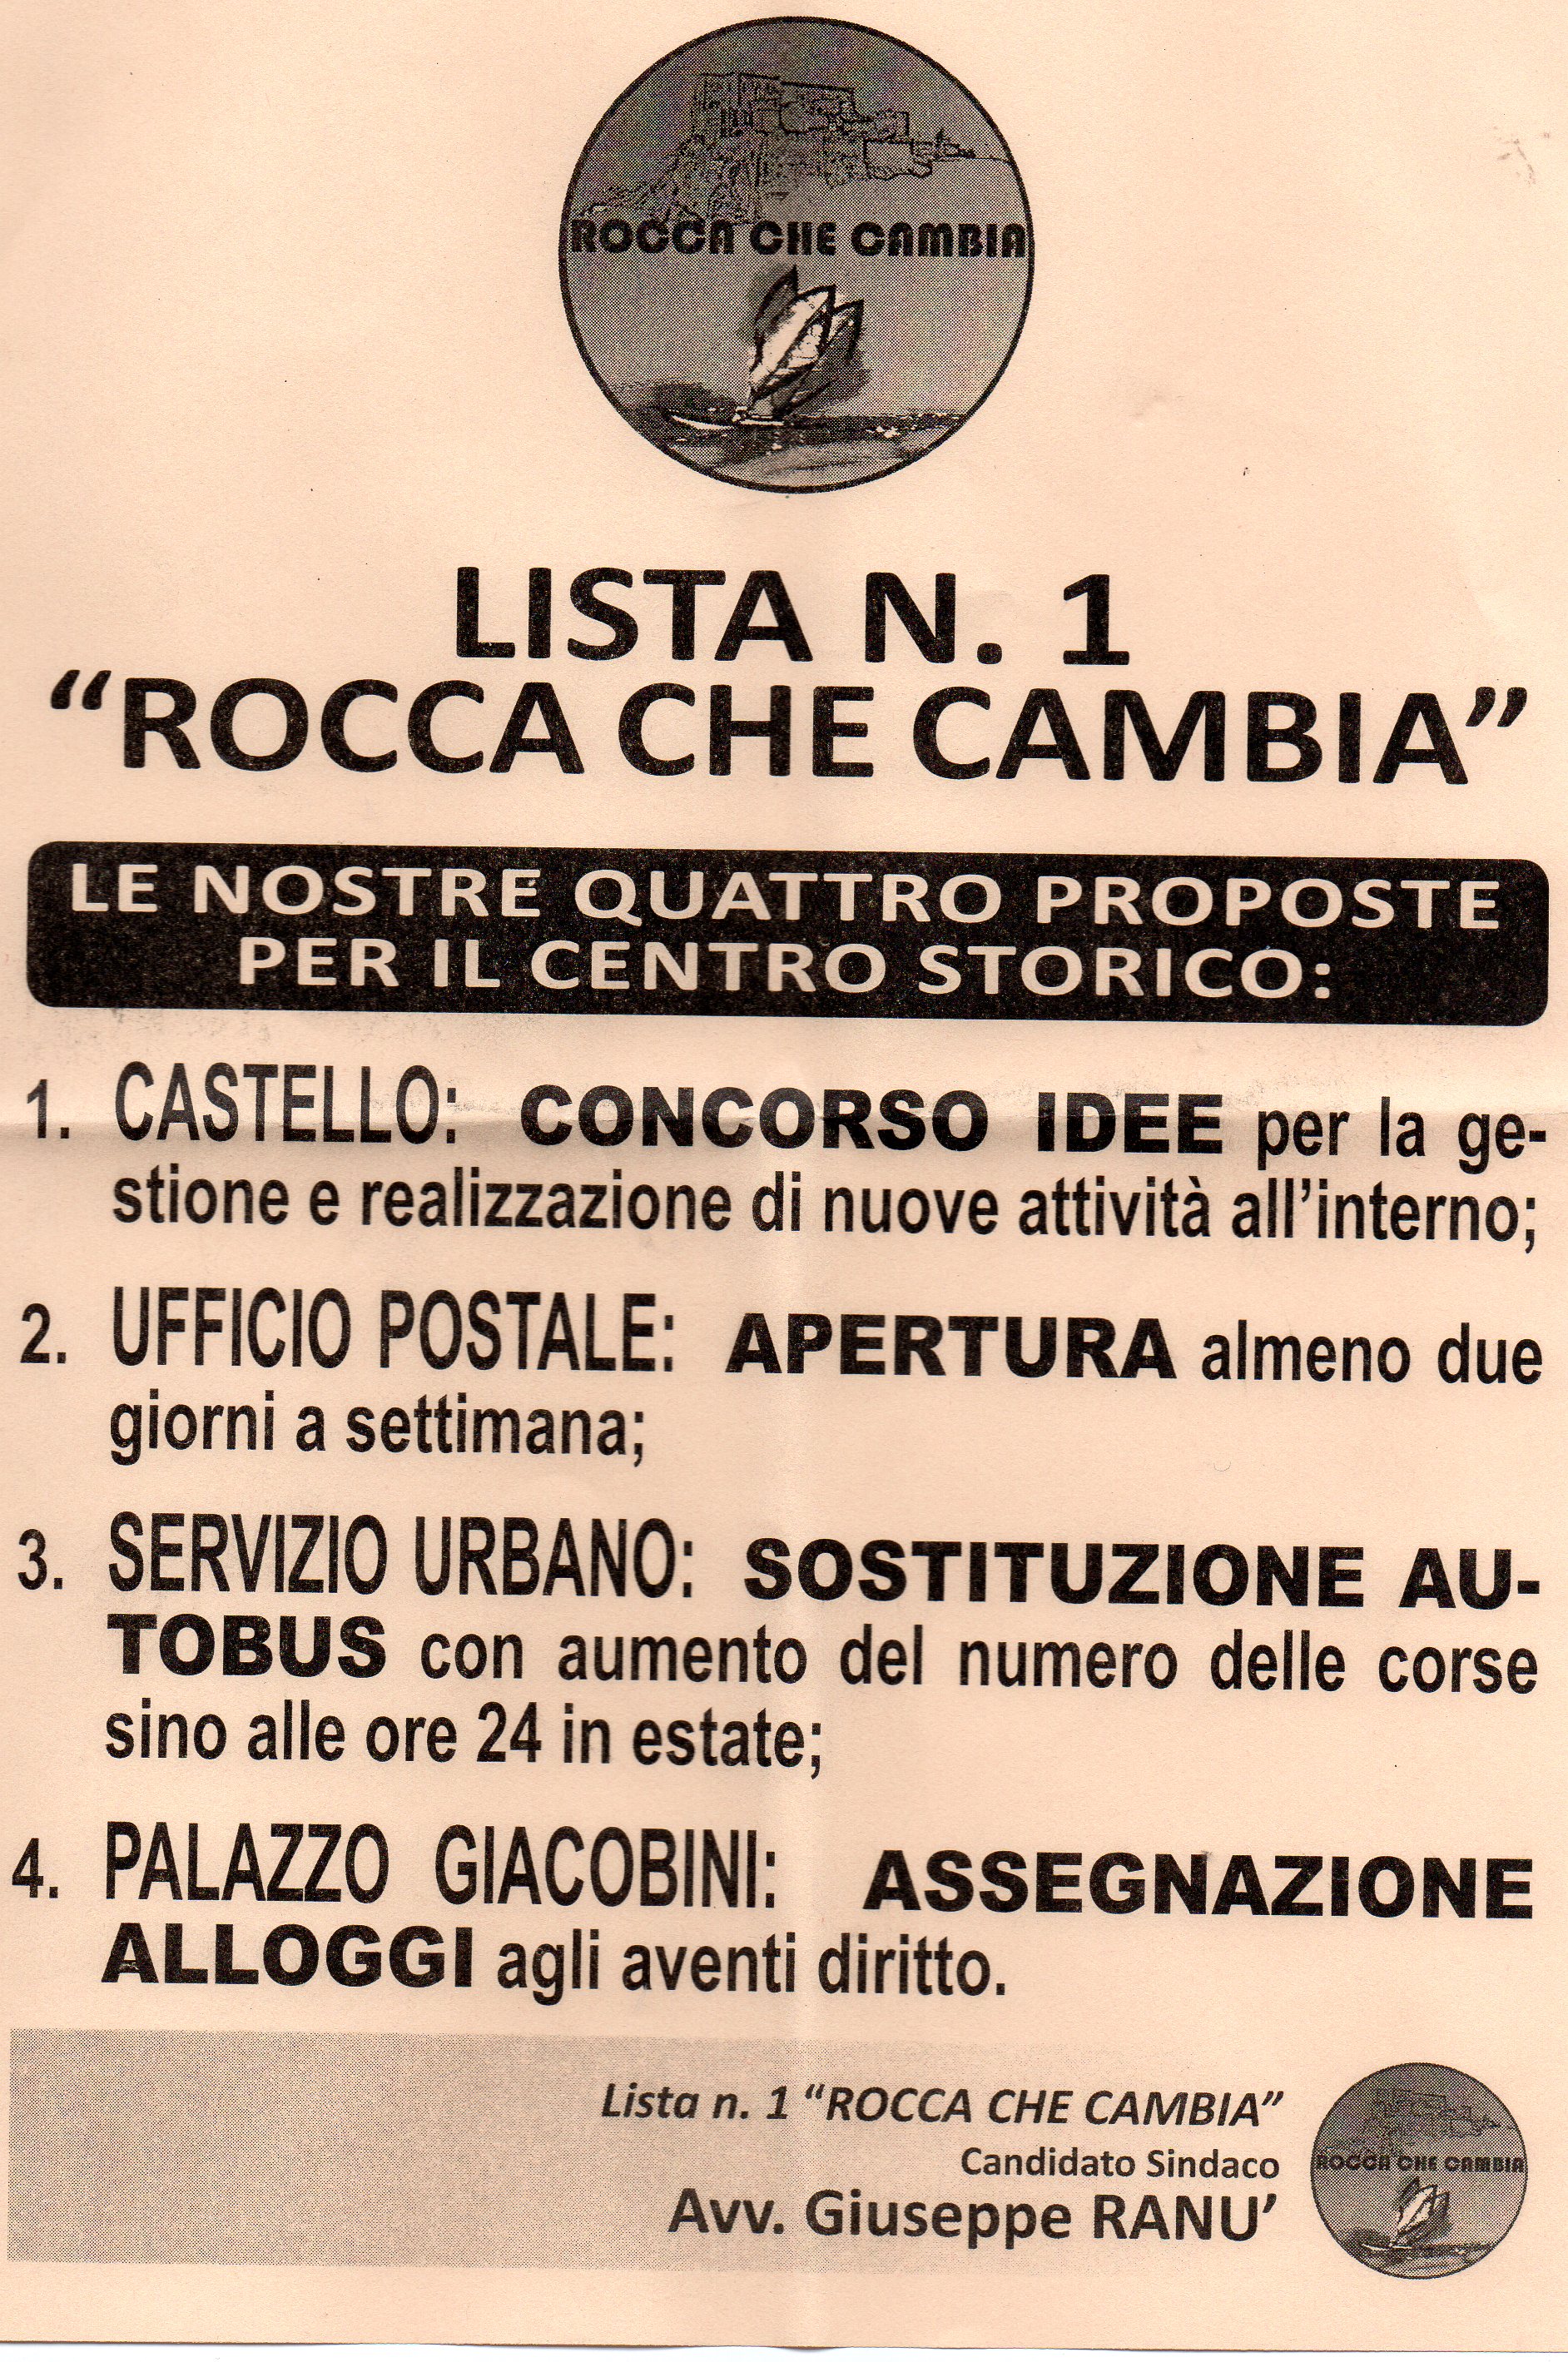 ROCCA CHE CAMBIA
LISTA N. 1
“ROCCA CHE CAMBIA”
LE NOSTRE QUATTRO PROPOSTE
PER IL CENTRO STORICO:
1. CASTELLO: CONCORSO IDEE per la ge-
stione e realizzazione di nuove attività all’interno;
2. UFFICIO POSTALE: APERTURA almeno due
giorni a settimana;
3. SERVIZIO URBANO: SOSTITUZIONE AU-
TOBUS con aumento del numero delle corse
sino alle ore 24 in estate;
4. PALAZZO GIACOBINI: ASSEGNAZIONE
ALLOGGI agli aventi diritto.
Lista n. 1 “ROCCA CHE CAMBIA”
Candidato Sindaco
Avv. Giuseppe RANU’
ROCCA CHE CAMBIA